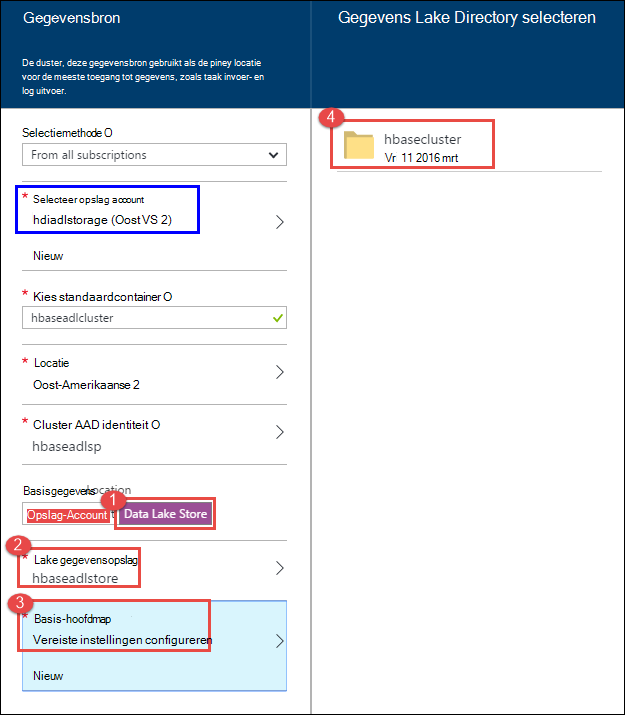 Gegevensbron
De duster, deze gegevensbron gebruikt als de piney locatie
voor de meeste toegang tot gegevens, zoals taak invoer- en
log uitvoer.
Selectiemethode O
From all subscriptions
* Selecteer opslag account
hdiadlstorage (Oost VS 2)
Nieuw
* Kies standaardcontainer O
hbaseadlcluster
* Locatie
Oost-Amerikaanse 2
* Cluster AAD identiteit O
hbaseadlsp
Basisgegevens Location
1
Opslag-Account Data Lake Store
2
* Lake gegevensopslag
hbaseadlstore
3
* Basis-hoofdmap
Vereiste instellingen configureren
Nieuw
Gegevens Lake Directory selecteren
4
hbasecluster
Vr 11 2016 mrt